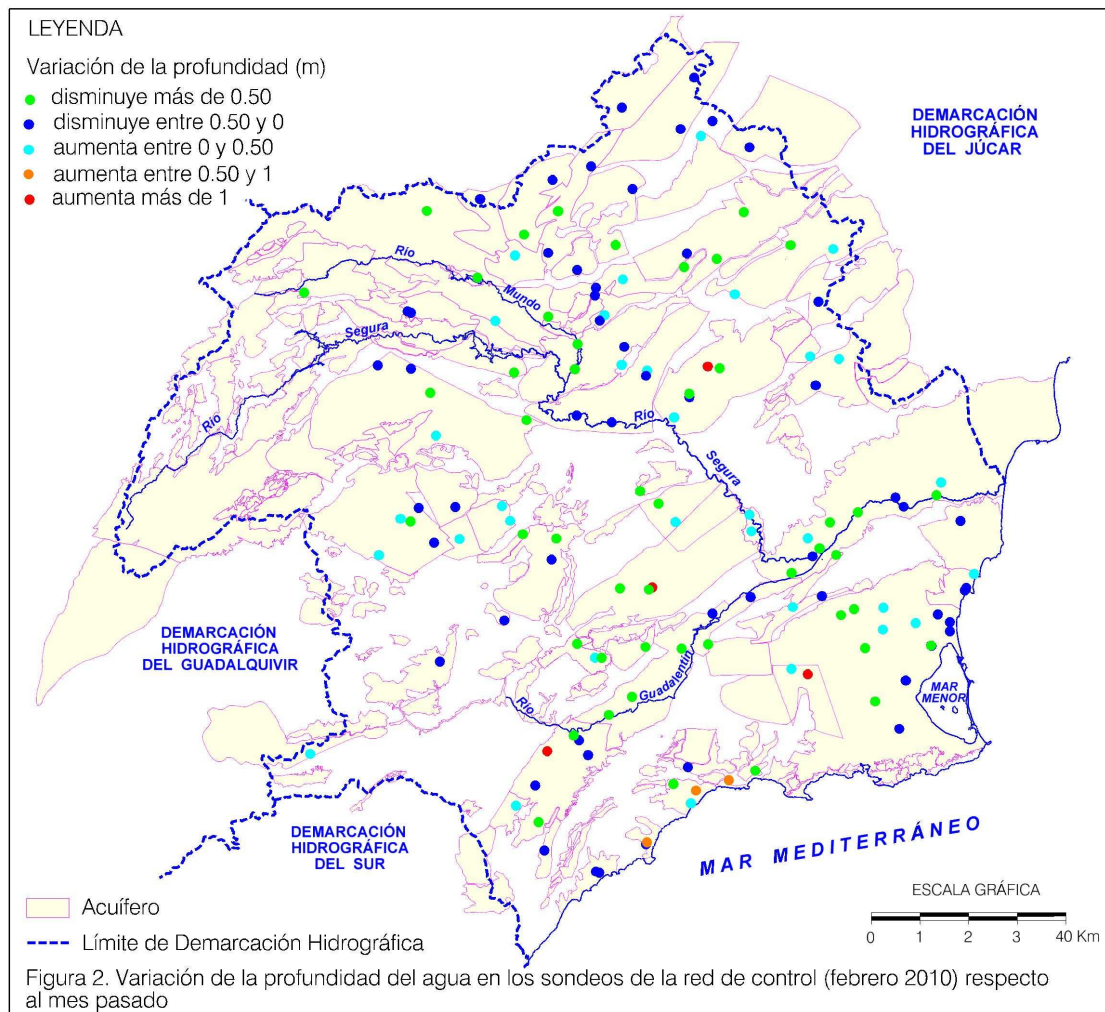 LEYENDA
Variación de la profundidad (m)
disminuye más de 0.50
disminuye entre 0.50 y 0
aumenta entre 0 y 0.50
aumenta entre 0.50 y 1
aumenta más de 1
DEMARCACIÓN
HIDROGRÁFICA
DEL JÚCAR
Río
Mundo
Segura
Río
Río
Segura
DEMARCACIÓN
HIDROGRÁFICA
DEL GUADALQUIVIR
Guadalentín
Río
MAR
MENOR
DEMARCACIÓN
HIDROGRÁFICA
DEL SUR
MAR MEDITERRÁNEO
ESCALA GRÁFICA
0 1 2 3 40 Km
Acuífero
Límite de Demarcación Hidrográfica
Figura 2. Variación de la profundidad del agua en los sondeos de la red de control (febrero 2010) respecto
al mes pasado